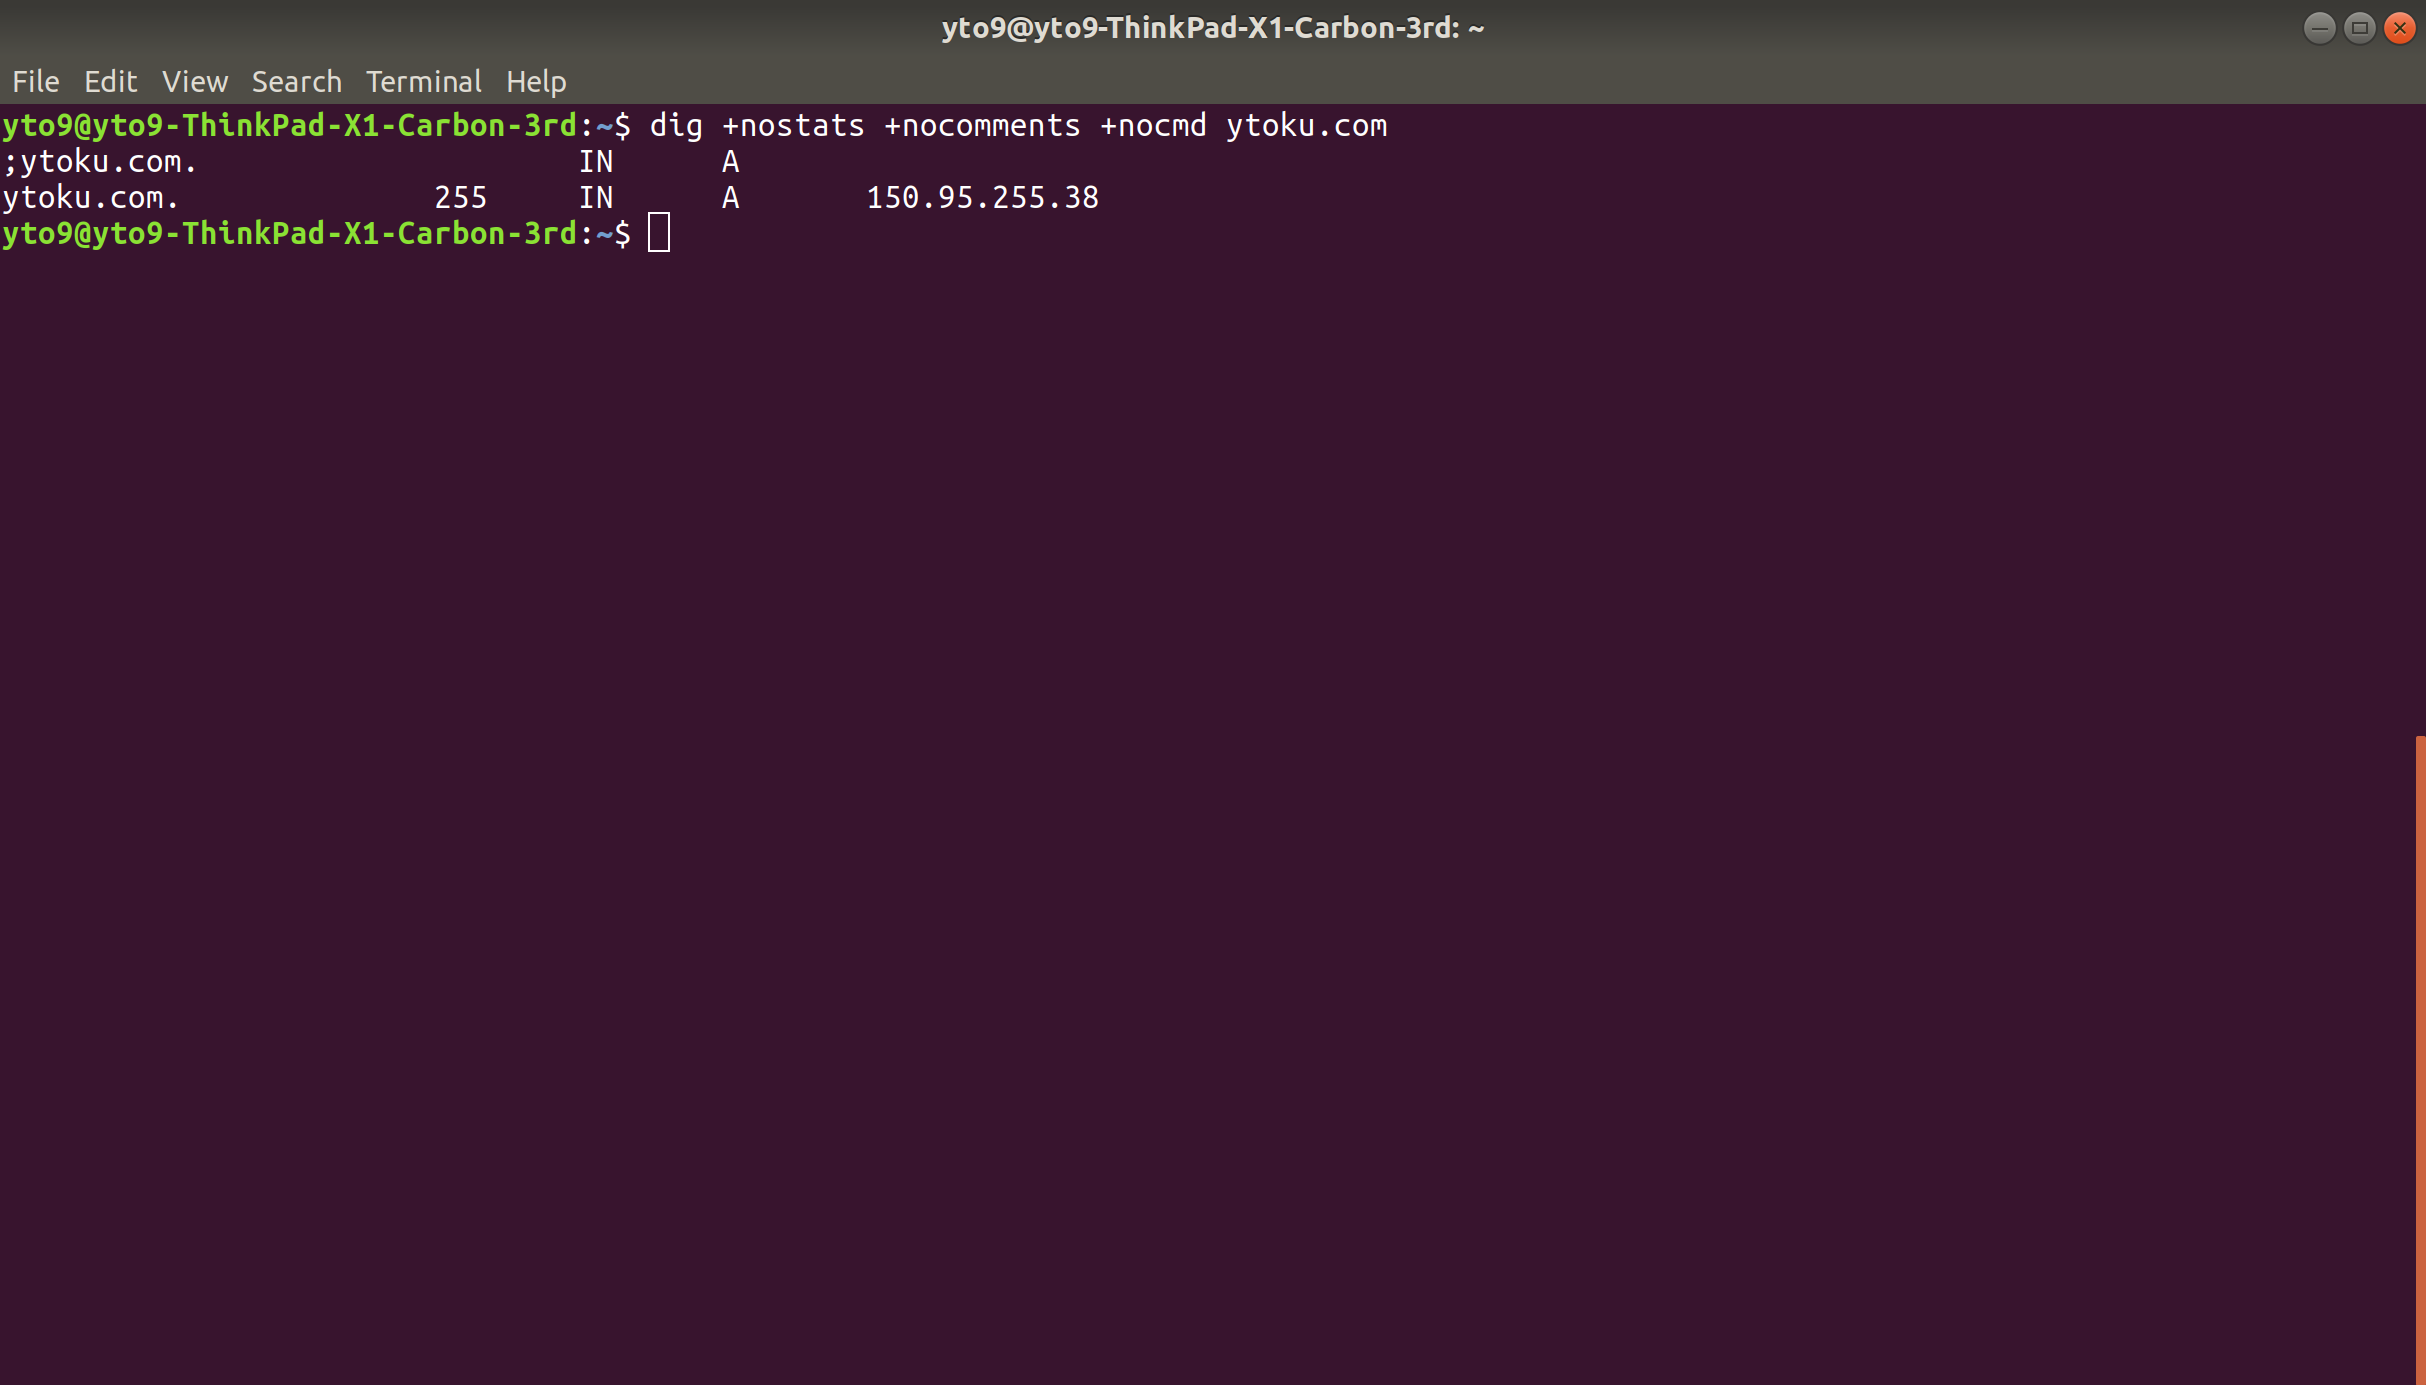 yto9@yto9-ThinkPad-X1-Carbon-3rd: ~
File Edit View Search Terminal Help
yto9@yto9-ThinkPad-X1-Carbon-3rd:~$ dig +nostats +nocomments +nocmd ytoku.com
;ytoku.com. IN A
ytoku.com. 255 IN A 150.95.255.38
yto9@yto9-ThinkPad-X1-Carbon-3rd:~$